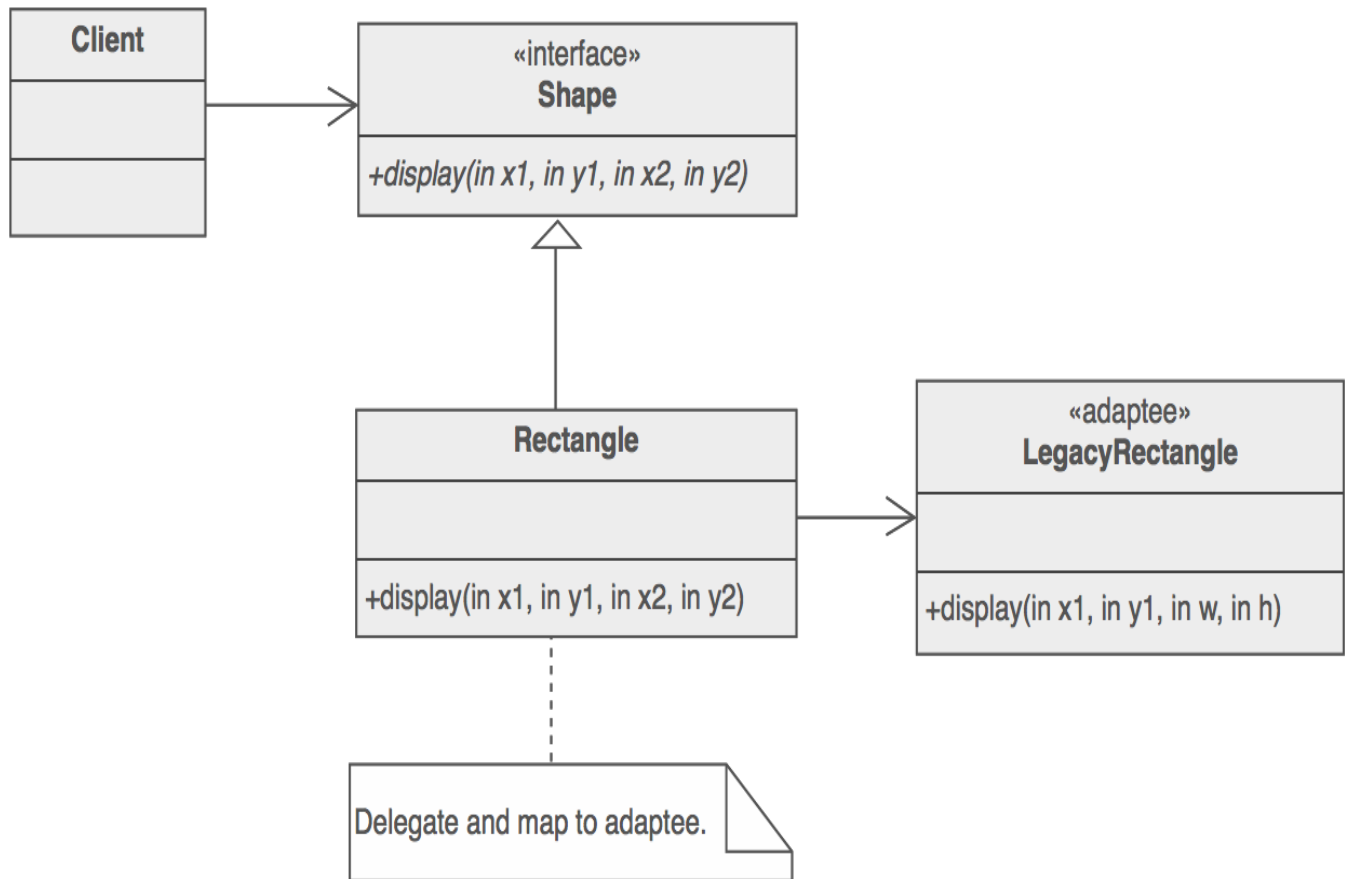 Client
«interface»
Shape
+display(in x1, in y1, in x2, in y2)
Rectangle
+display(in x1, in y1, in x2, in y2)
«adaptee»
LegacyRectangle
+display(in x1, in y1, in w, in h)
Delegate and map to adaptee.